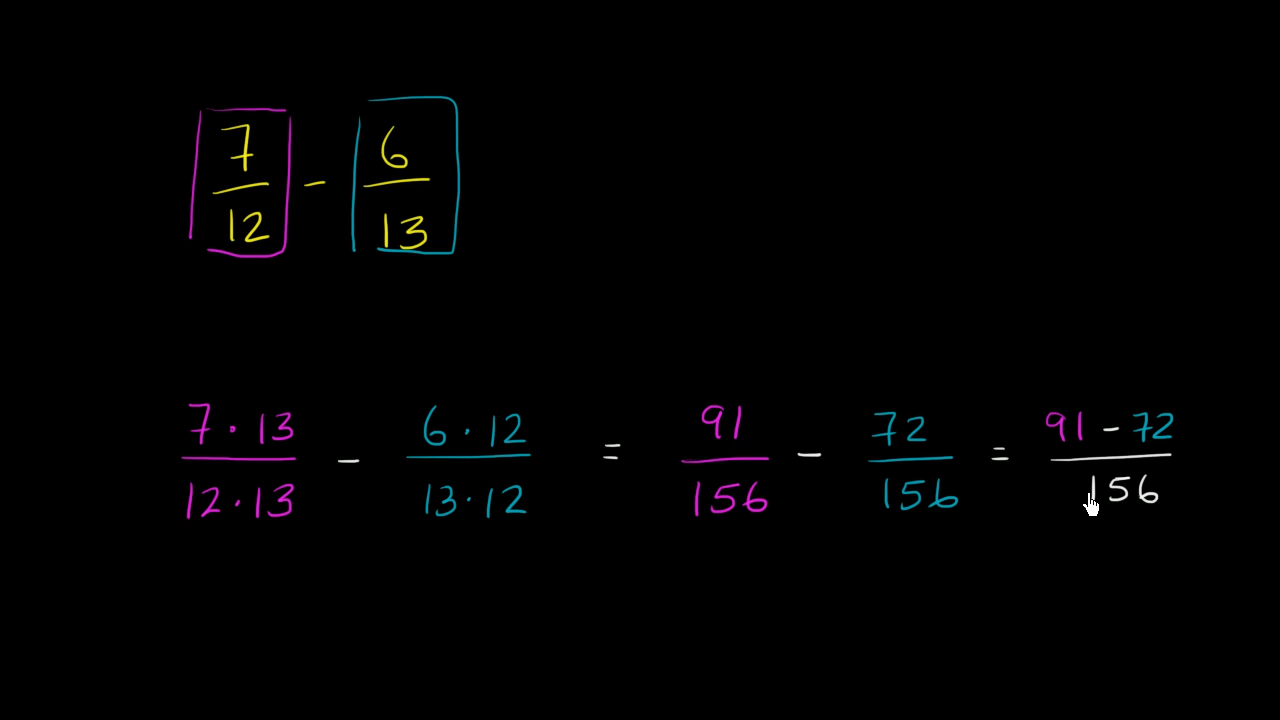 7/12 - 6/13
7·13/12·13 - 6·12/13·12 = 91/156 - 72/156 = 91-72/156